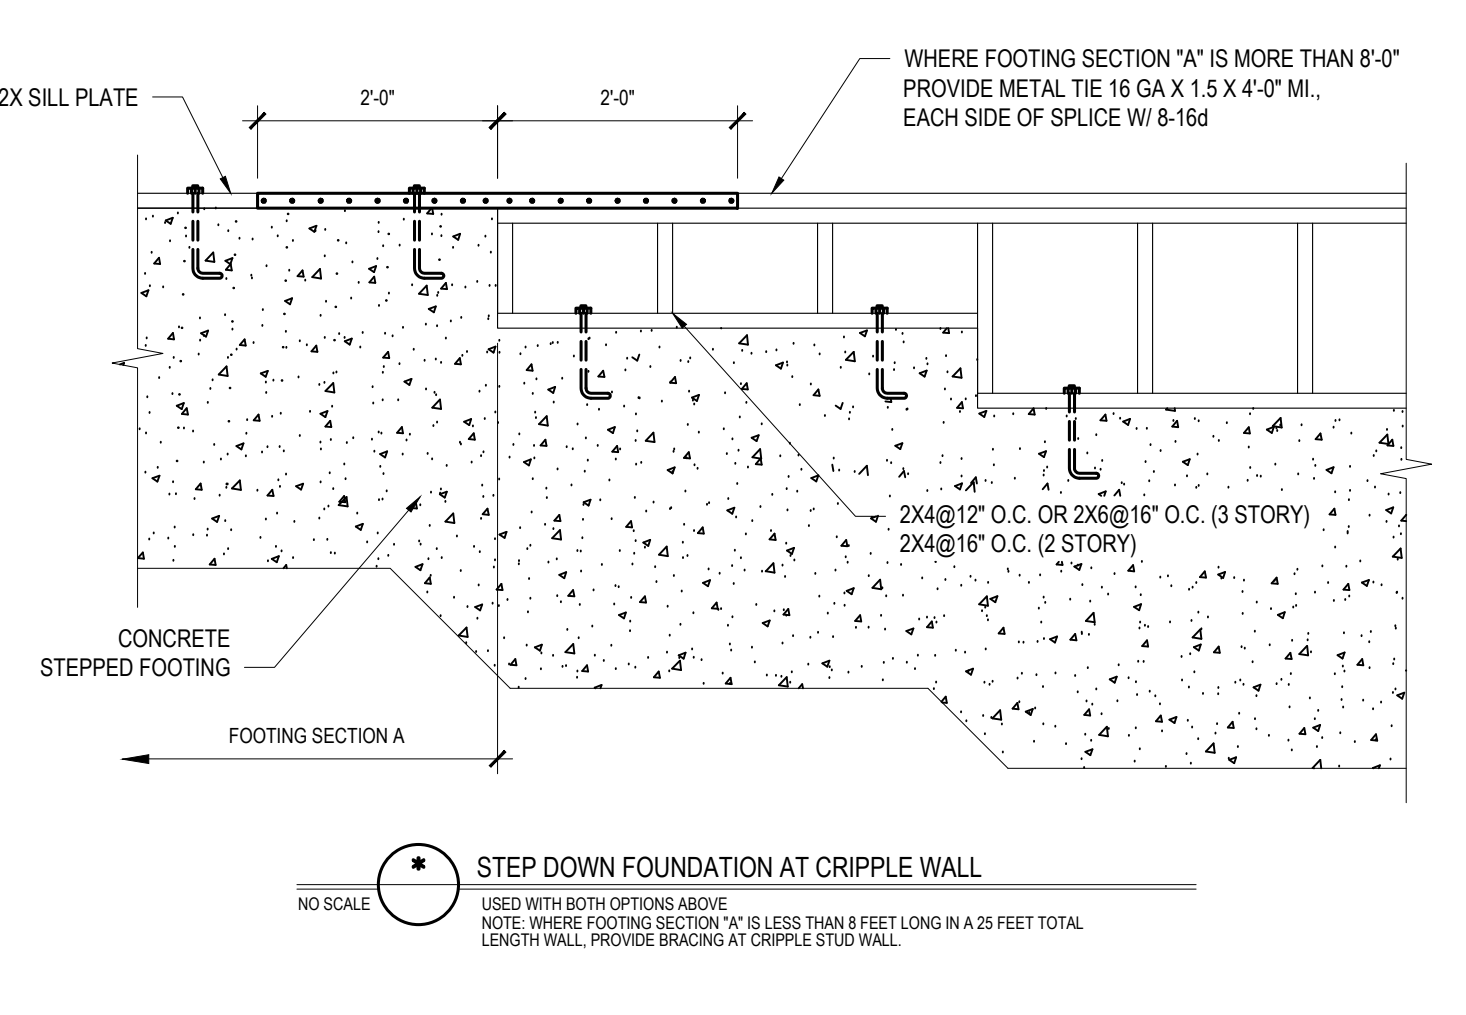 WHERE FOOTING SECTION "A" IS MORE THAN 8'-0"
PROVIDE METAL TIE 16 GA X 1.5 X 4'-0" MI.,
EACH SIDE OF SPLICE W/ 8-16d
2X SILL PLATE
2'-0"
2'-0"
2X4@12" O.C. OR 2X6@16" O.C. (3 STORY)
2X4@16" O.C. (2 STORY)
CONCRETE
STEPPED FOOTING
FOOTING SECTION A
*
STEP DOWN FOUNDATION AT CRIPPLE WALL
NO SCALE
USED WITH BOTH OPTIONS ABOVE
NOTE: WHERE FOOTING SECTION "A" IS LESS THAN 8 FEET LONG IN A 25 FEET TOTAL
LENGTH WALL, PROVIDE BRACING AT CRIPPLE STUD WALL.